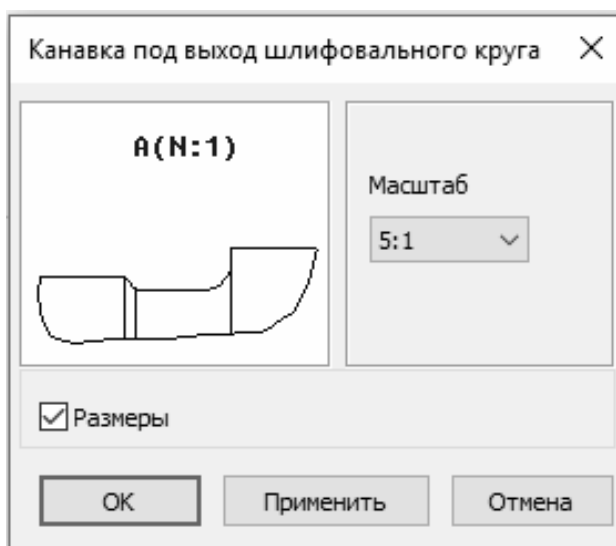 Канавка под выход шлифовального круга
A(N:1)
Масштаб
5:1
Размеры
OK
Применить
Отмена